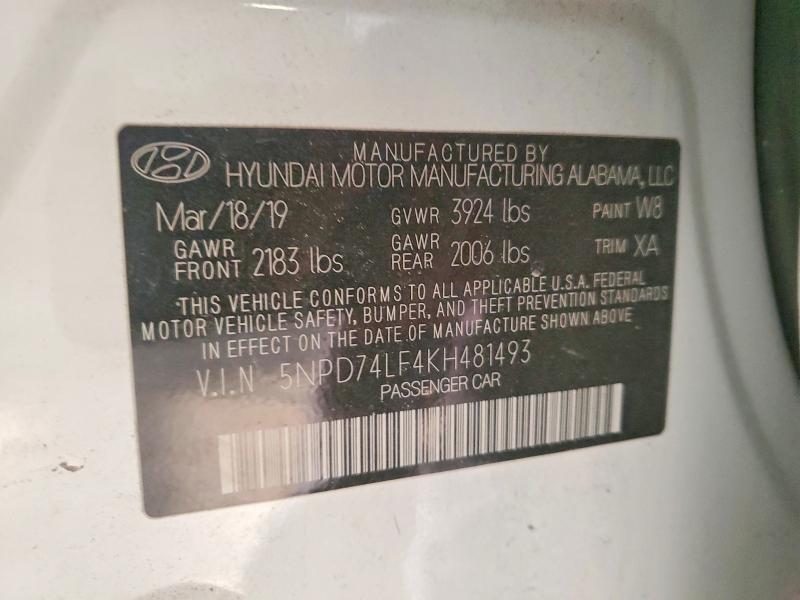 MANUFACTURED BY
HYUNDAI MOTOR MANUFACTURING ALABAMA, LLC
Mar/18/19 GVWR 3924 lbs PAINT W8
GAWR FRONT 2183 lbs GAWR REAR 2006 lbs TRIM XA
THIS VEHICLE CONFORMS TO ALL APPLICABLE U.S.A. FEDERAL
MOTOR VEHICLE SAFETY, BUMPER, AND THEFT PREVENTION STANDARDS
IN EFFECT ON THE DATE OF MANUFACTURE SHOWN ABOVE
V.I.N 5NPD74LF4KH481493
PASSENGER CAR